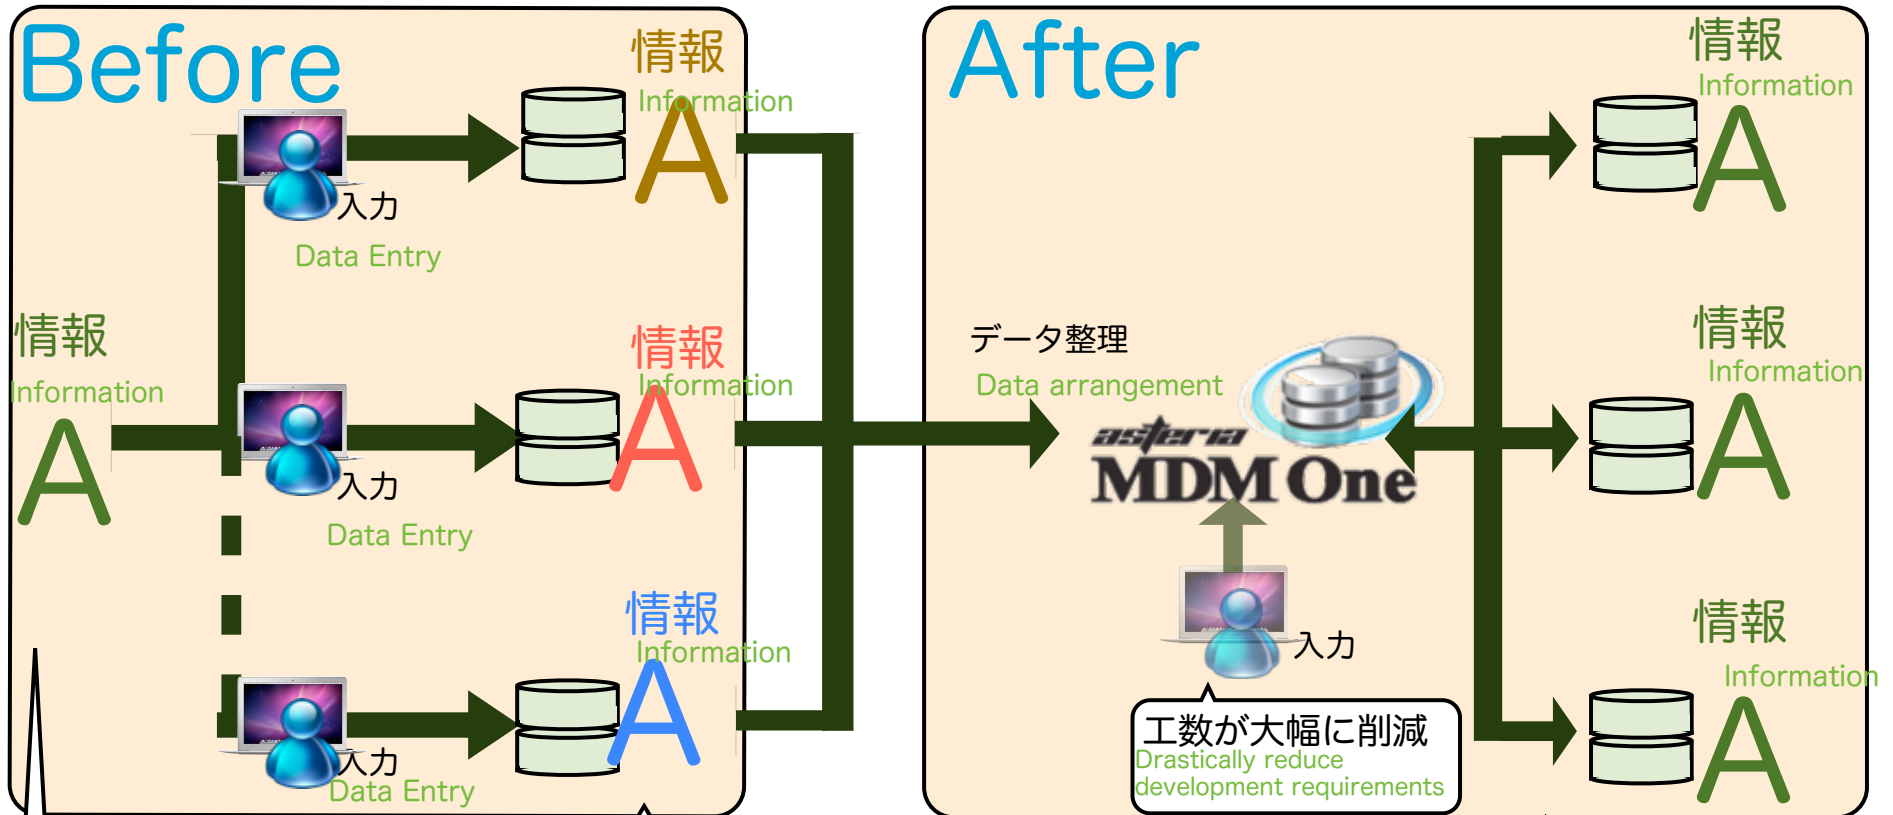 Before
情報
Information
A
入力
Data Entry
情報
Information
A
情報
Information
A
入力
Data Entry
情報
Information
A
入力
Data Entry
After
データ整理
Data arrangement
asteria
MDM One
入力
工数が大幅に削減
Drastically reduce
development requirements
情報
Information
A
情報
Information
A
情報
Information
A